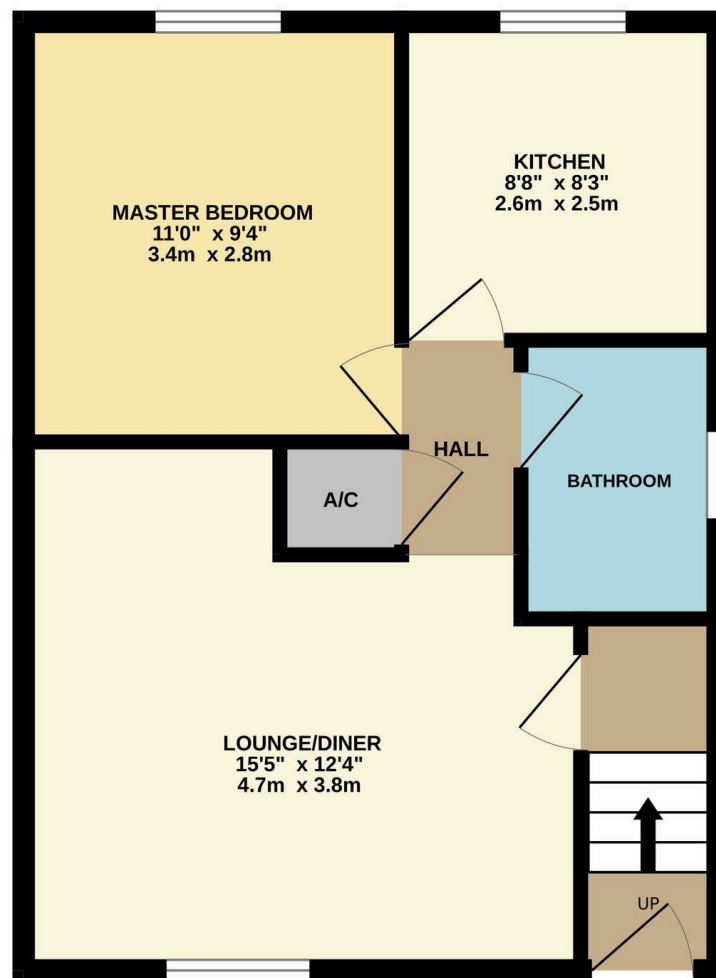 KITCHEN
8'8" x 8'3"
2.6m x 2.5m
MASTER BEDROOM
11'0" x 9'4"
3.4m x 2.8m
HALL
BATHROOM
A/C
LOUNGE/DINER
15'5" x 12'4"
4.7m x 3.8m
UP